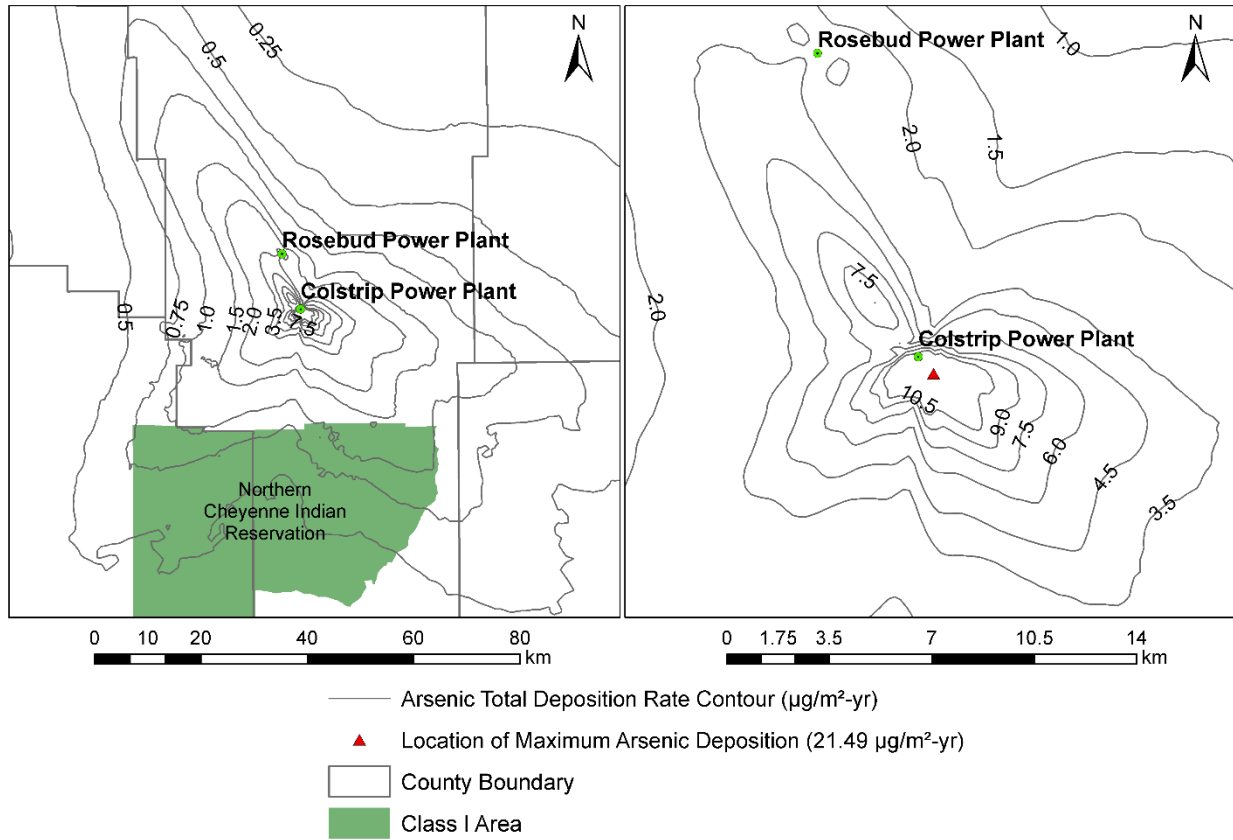 0.25
0.5
N
Rosebud Power Plant
Colstrip Power Plant
0.5
0.75
1.0
1.5
2.0
3.5
7.5
Northern
Cheyenne Indian
Reservation
0 10 20 40 60 80
km
1.0
N
Rosebud Power Plant
2.0
1.5
7.5
2.0
Colstrip Power Plant
10.5
9.0
7.5
6.0
4.5
3.5
0 1.75 3.5 7 10.5 14
km
Arsenic Total Deposition Rate Contour (µg/m²-yr)
Location of Maximum Arsenic Deposition (21.49 µg/m²-yr)
County Boundary
Class I Area